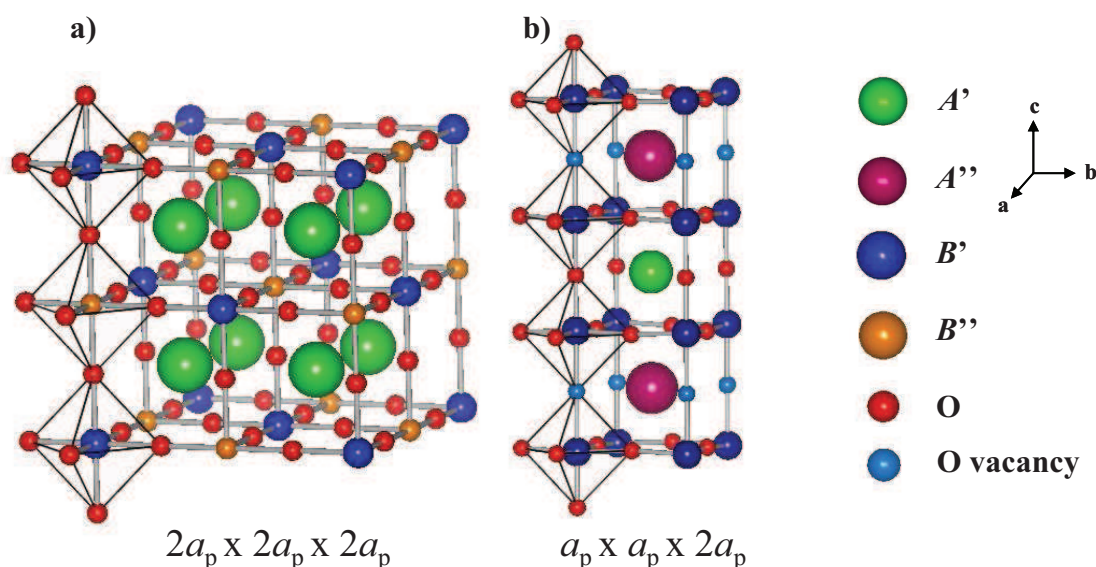 a)
b)
A’
A’’
B’
B’’
O
O vacancy
c
b
a
2aₚ x 2aₚ x 2aₚ
aₚ x aₚ x 2aₚ